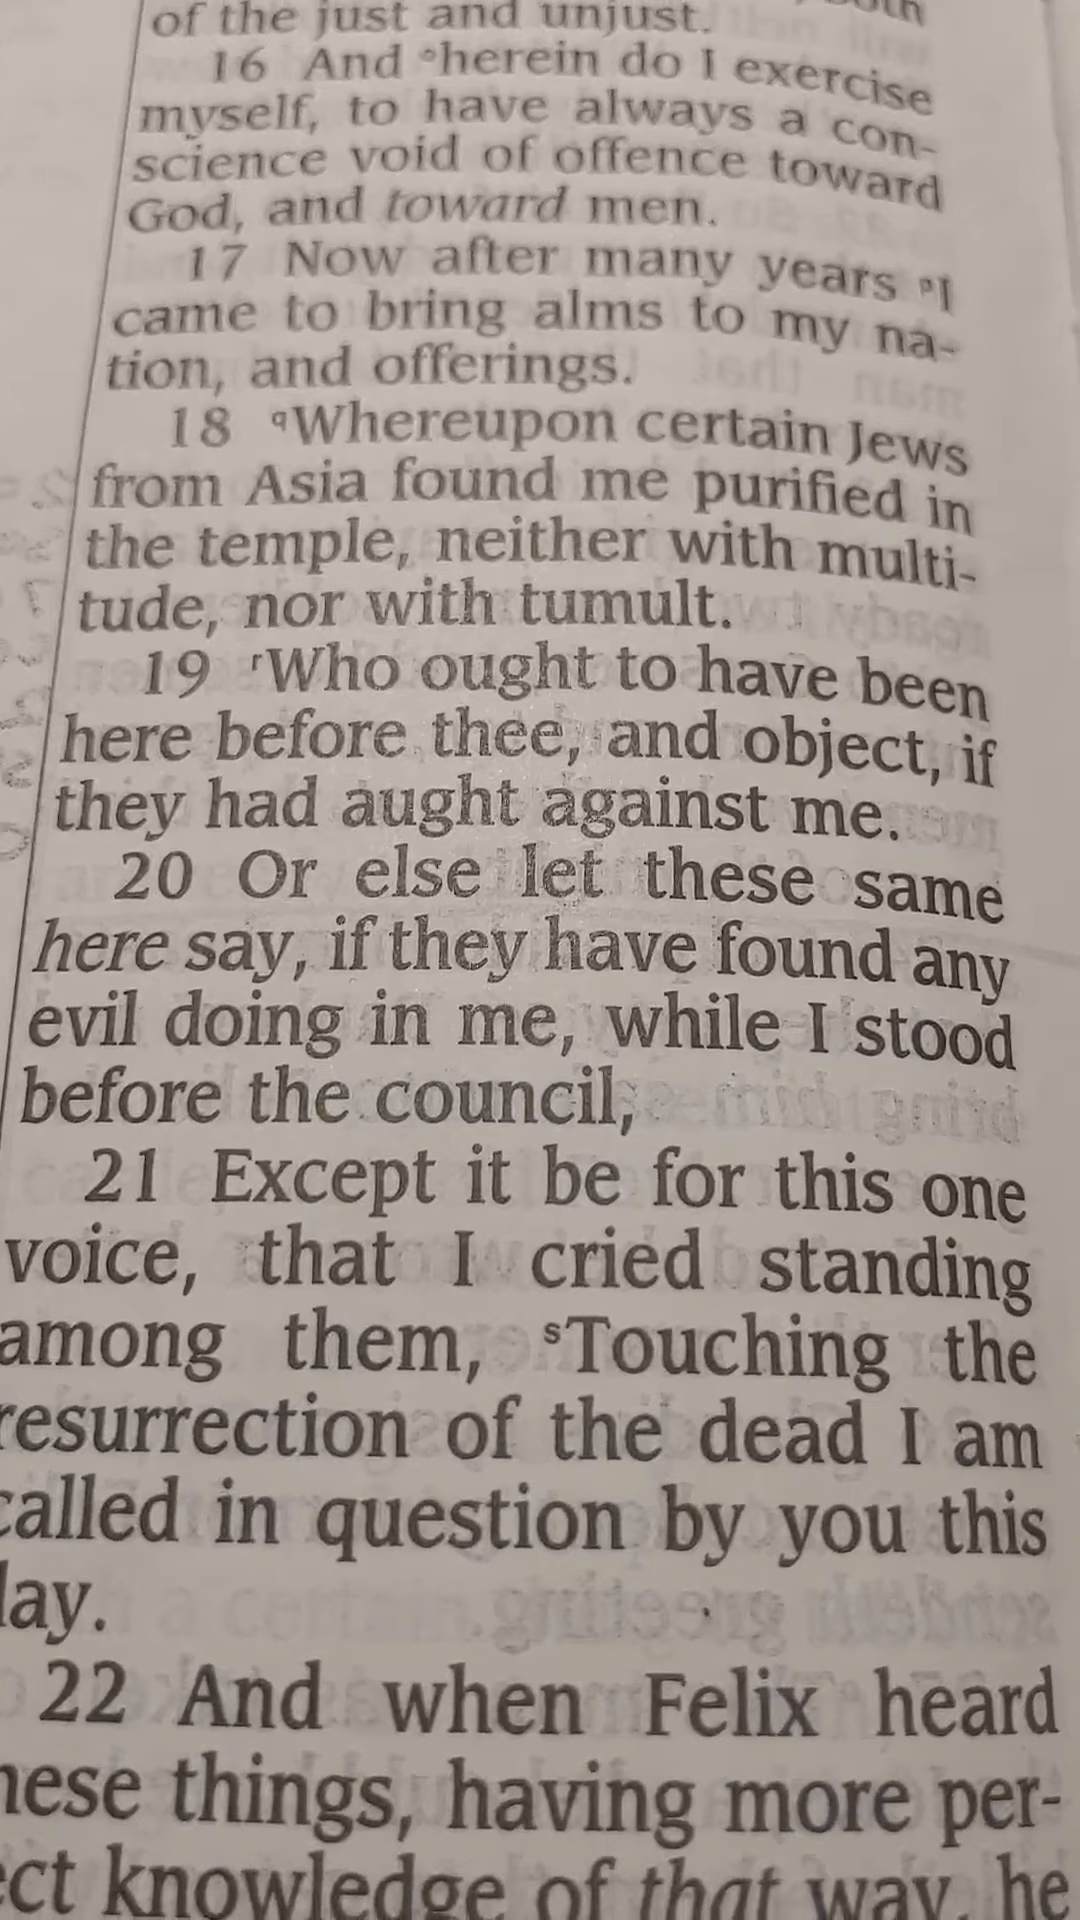 of the just and unjust.
16 And °herein do I exercise
myself, to have always a con-
science void of offence toward
God, and toward men.
17 Now after many years ᵖI
came to bring alms to my na-
tion, and offerings.
18 ᑫWhereupon certain Jews
from Asia found me purified in
the temple, neither with multi-
tude, nor with tumult.
19 ʳWho ought to have been
here before thee, and object, if
they had aught against me.
20 Or else let these same
here say, if they have found any
evil doing in me, while I stood
before the council,
21 Except it be for this one
voice, that I cried standing
among them, ˢTouching the
resurrection of the dead I am
called in question by you this
lay.
22 And when Felix heard
hese things, having more per-
ect knowledge of that way, he